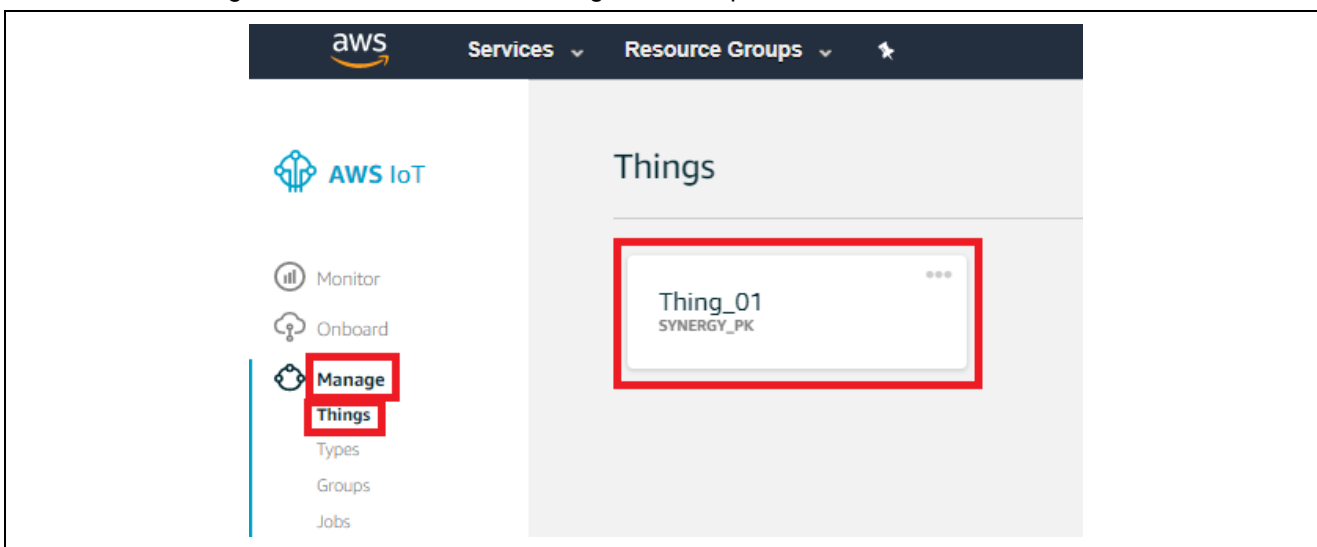 aws Services Resource Groups
AWS IoT
Things
Monitor
Onboard
Manage
Things
Types
Groups
Jobs
Thing_01
SYNERGY_PK